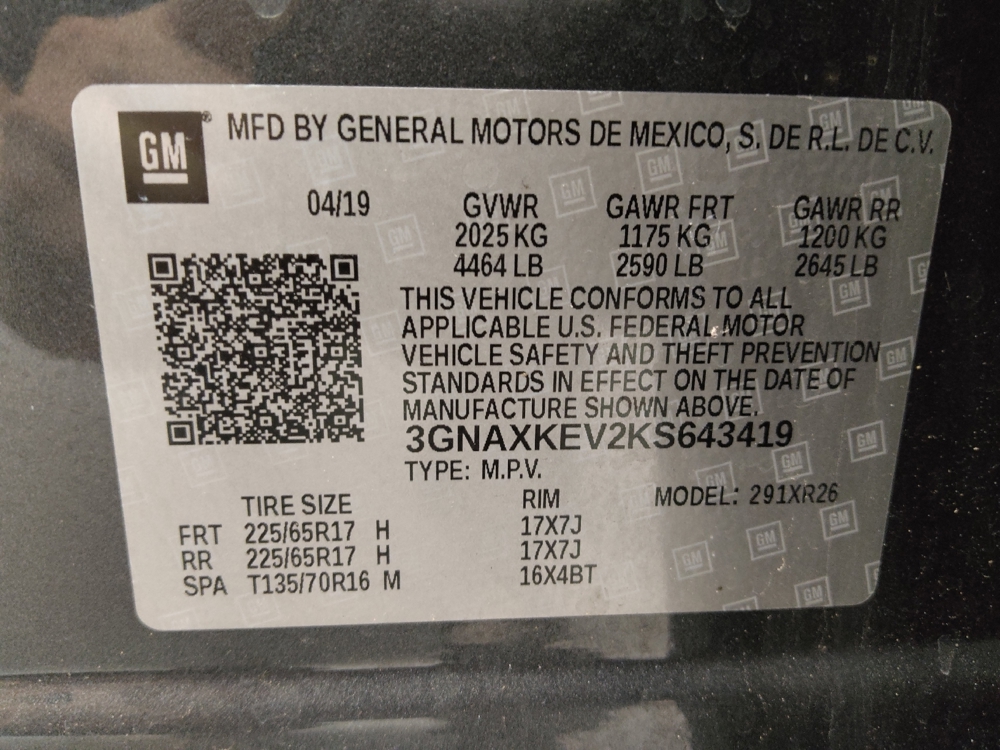 GM® MFD BY GENERAL MOTORS DE MEXICO, S. DE R.L. DE C.V.
04/19 GVWR GAWR FRT GAWR RR
2025 KG 1175 KG 1200 KG
4464 LB 2590 LB 2645 LB
THIS VEHICLE CONFORMS TO ALL
APPLICABLE U.S. FEDERAL MOTOR
VEHICLE SAFETY AND THEFT PREVENTION
STANDARDS IN EFFECT ON THE DATE OF
MANUFACTURE SHOWN ABOVE.
3GNAXKEV2KS643419
TYPE: M.P.V.
TIRE SIZE RIM MODEL: 291XR26
FRT 225/65R17 H 17X7J
RR 225/65R17 H 17X7J
SPA T135/70R16 M 16X4BT